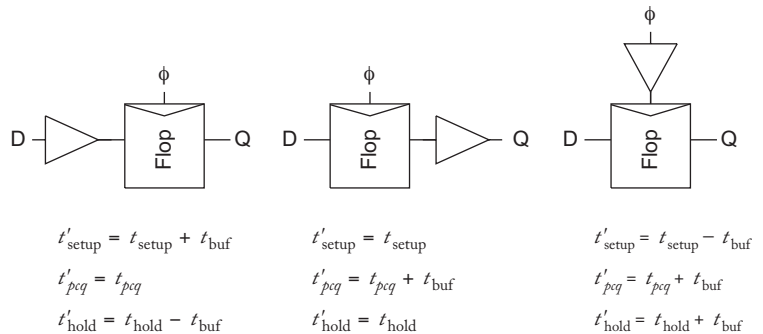 ϕ
D Flop Q
t′setup = tsetup + tbuf
t′pcq = tpcq
t′hold = thold − tbuf
ϕ
D Flop Q
t′setup = tsetup
t′pcq = tpcq + tbuf
t′hold = thold
ϕ
D Flop Q
t′setup = tsetup − tbuf
t′pcq = tpcq + tbuf
t′hold = thold + tbuf